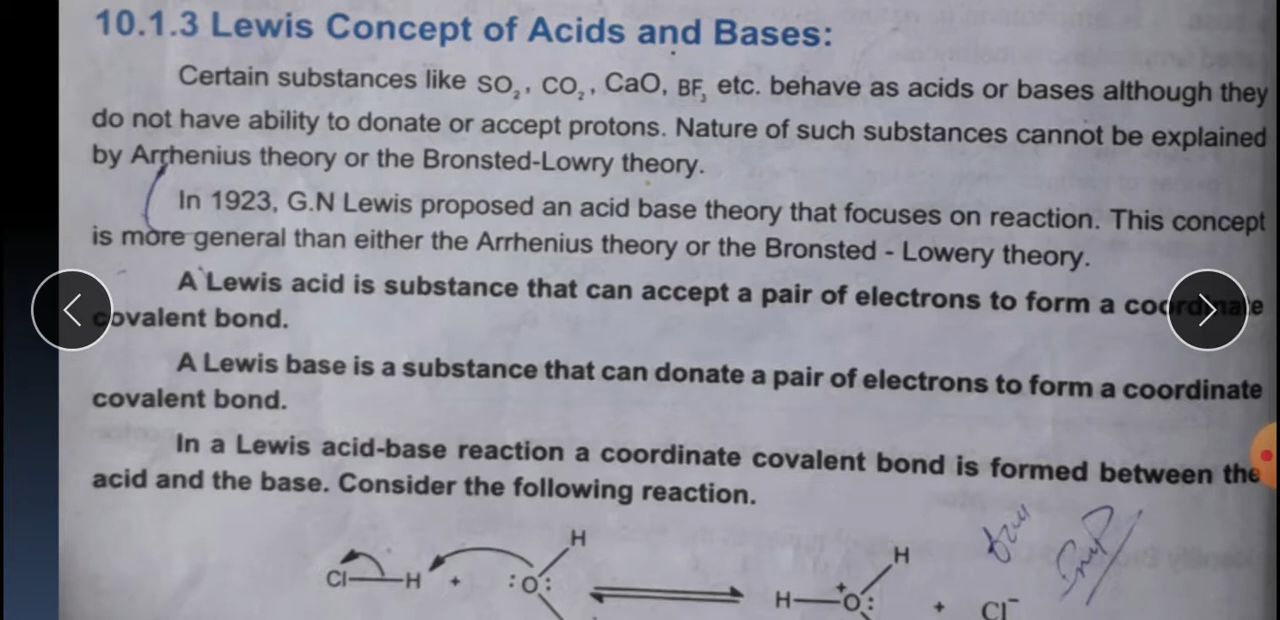 10.1.3 Lewis Concept of Acids and Bases:
Certain substances like SO₂, CO₂, CaO, BF₃ etc. behave as acids or bases although they
do not have ability to donate or accept protons. Nature of such substances cannot be explained
by Arrhenius theory or the Bronsted-Lowry theory.
In 1923, G.N Lewis proposed an acid base theory that focuses on reaction. This concept
is more general than either the Arrhenius theory or the Bronsted - Lowery theory.
A Lewis acid is substance that can accept a pair of electrons to form a coordinate
covalent bond.
A Lewis base is a substance that can donate a pair of electrons to form a coordinate
covalent bond.
In a Lewis acid-base reaction a coordinate covalent bond is formed between the
acid and the base. Consider the following reaction.
H H
Cl—H + :O: ⇌ H—O⁺: + Cl⁻